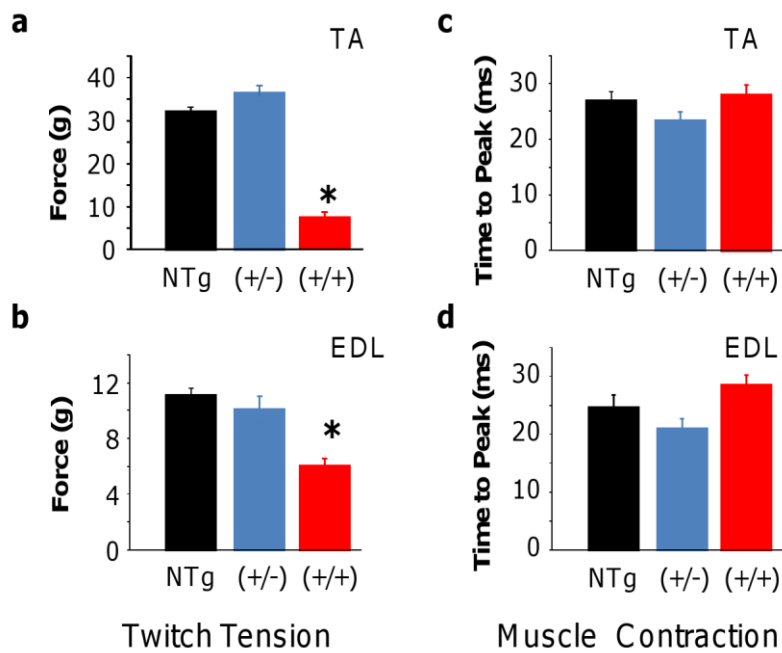 a
TA
Force (g)
40
30
20
10
0
*
NTg (+/-) (+/+)
b
EDL
Force (g)
12
8
4
0
*
NTg (+/-) (+/+)
Twitch Tension
c
TA
Time to Peak (ms)
30
20
10
0
NTg (+/-) (+/+)
d
EDL
Time to Peak (ms)
30
20
10
0
NTg (+/-) (+/+)
Muscle Contraction